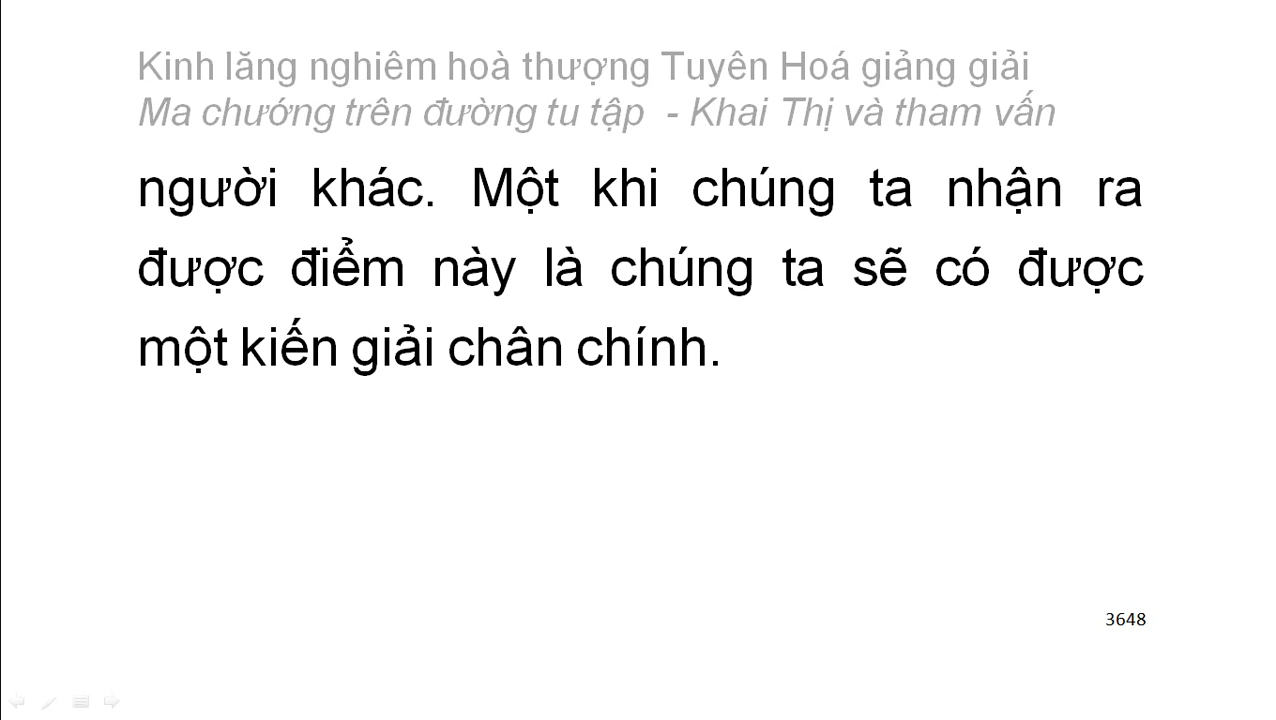 Kinh lăng nghiêm hoà thượng Tuyên Hoá giảng giải
Ma chướng trên đường tu tập - Khai Thị và tham vấn
người khác. Một khi chúng ta nhận ra
được điểm này là chúng ta sẽ có được
một kiến giải chân chính.
3648